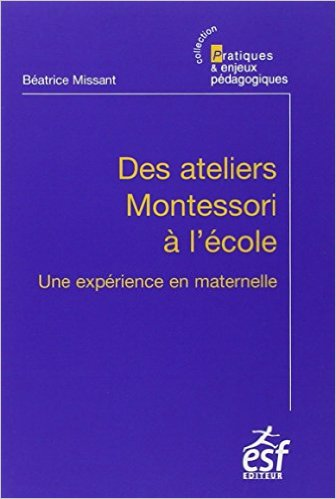 Béatrice Missant
collection
Pratiques
& enjeux
pédagogiques
Des ateliers
Montessori
à l'école
Une expérience en maternelle
esf
EDITEUR